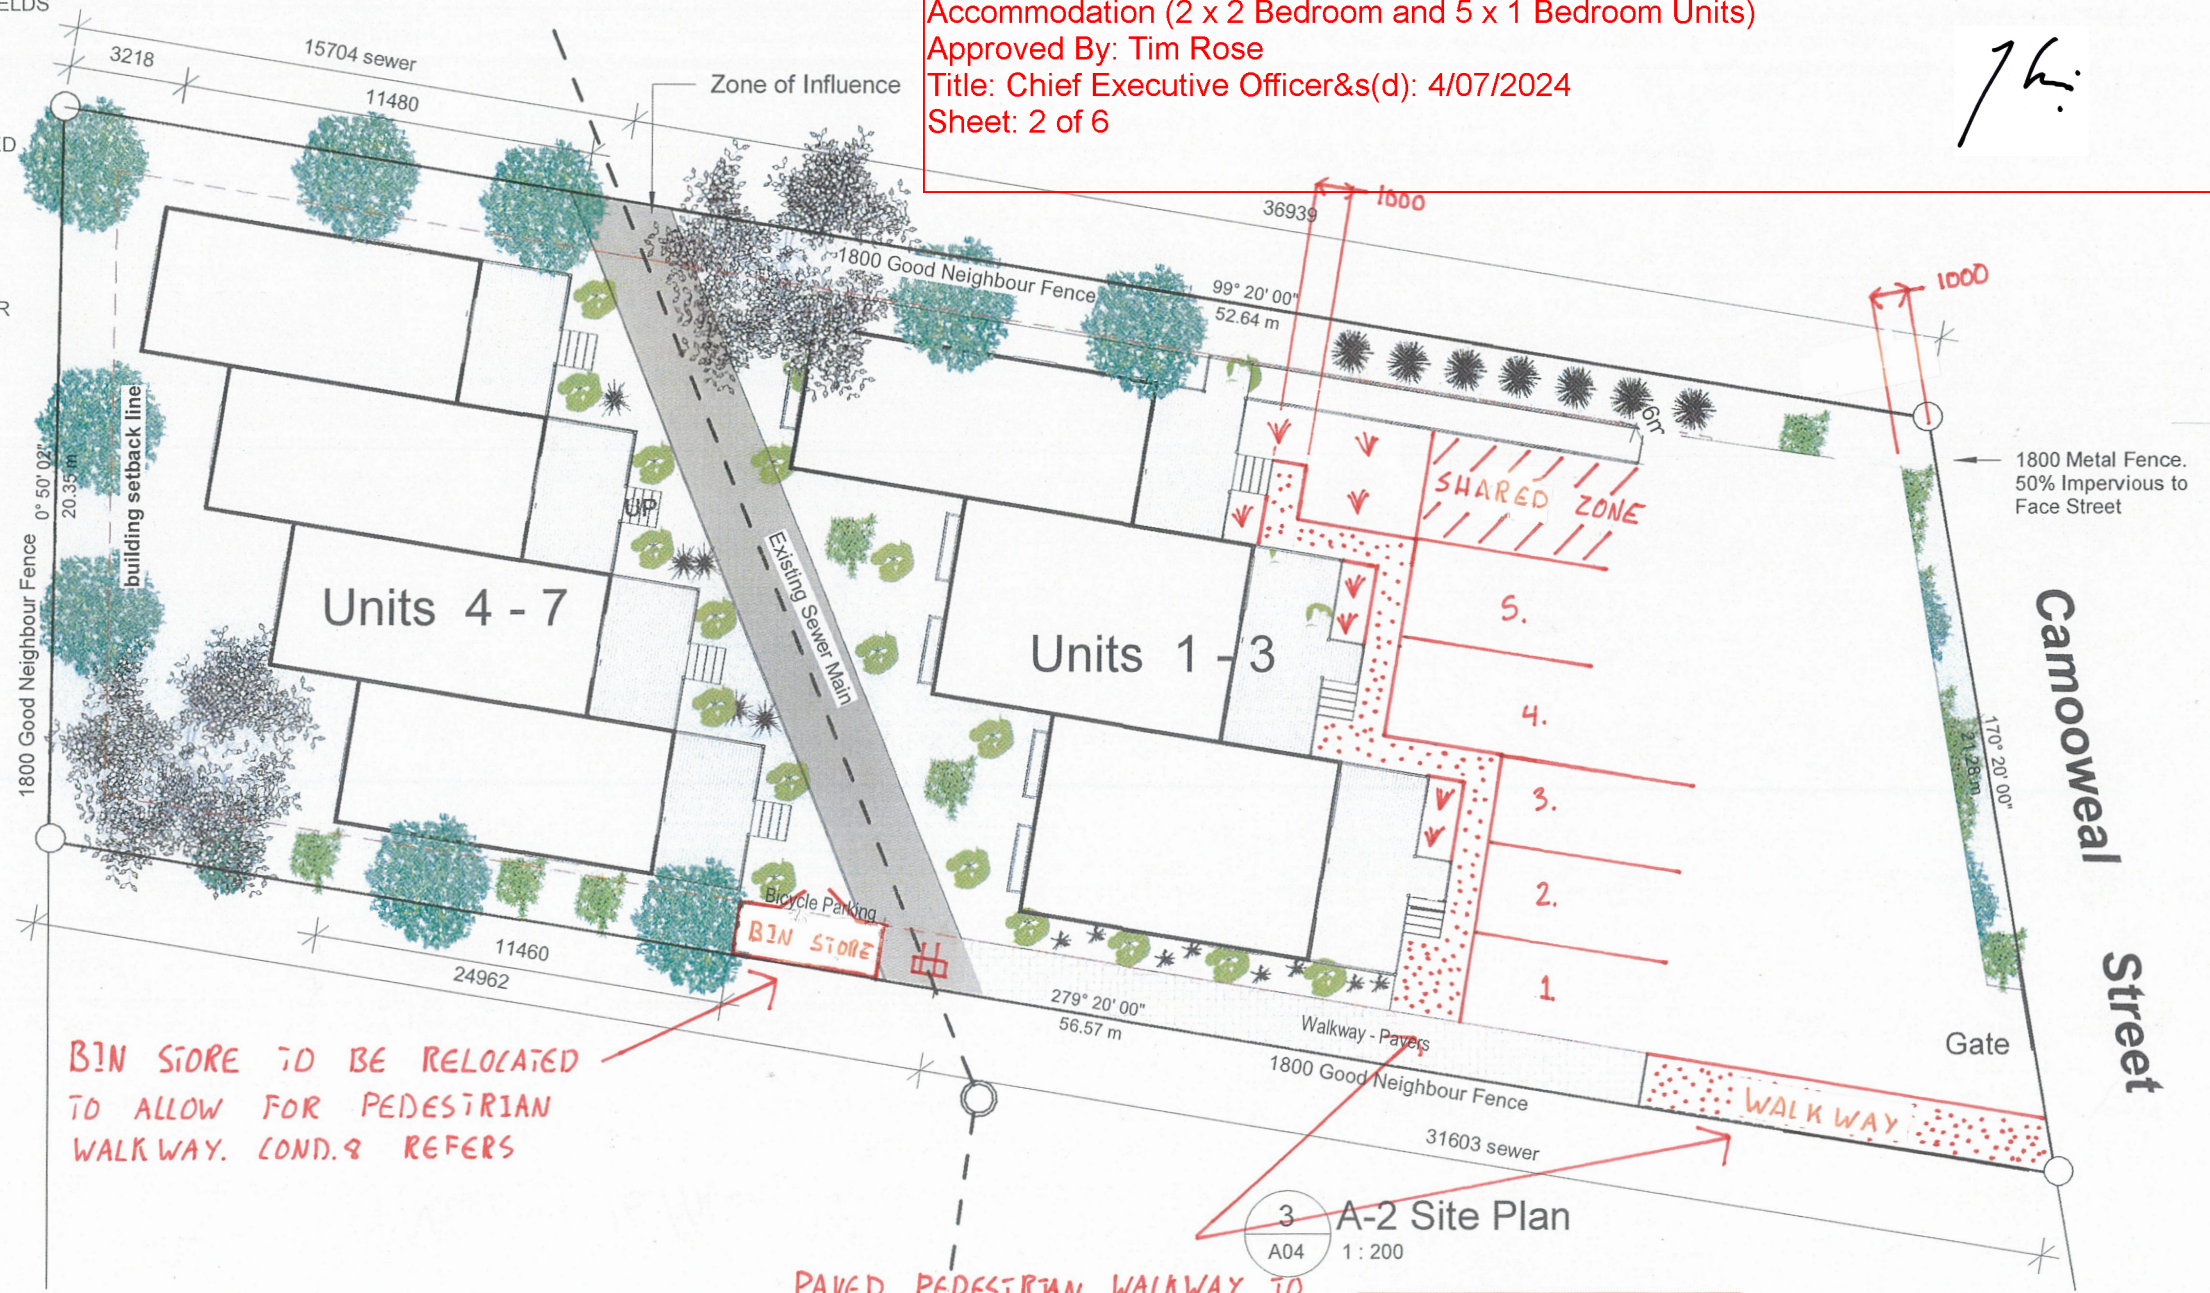 ELDS
ED
R
Accommodation (2 x 2 Bedroom and 5 x 1 Bedroom Units)
Approved By: Tim Rose
Title: Chief Executive Officer&s(d): 4/07/2024
Sheet: 2 of 6
3218
15704 sewer
11480
Zone of Influence
36939
1000
1000
1800 Good Neighbour Fence
99° 20' 00"
52.64 m
6m
1800 Metal Fence.
50% Impervious to
Face Street
building setback line
0° 50' 02"
20.35 m
1800 Good Neighbour Fence
UP
Existing Sewer Main
SHARED ZONE
Units 4 - 7
Units 1 - 3
5.
4.
3.
2.
1.
Camooweal Street
170° 20' 00"
21.28m
Bicycle Parking
BIN STORE
11460
24962
279° 20' 00"
56.57 m
Walkway - Pavers
1800 Good Neighbour Fence
Gate
WALKWAY
31603 sewer
BIN STORE TO BE RELOCATED
TO ALLOW FOR PEDESTRIAN
WALKWAY. COND.8 REFERS
3
A04
A-2 Site Plan
1 : 200
PAVED PEDESTRIAN WALKWAY TO